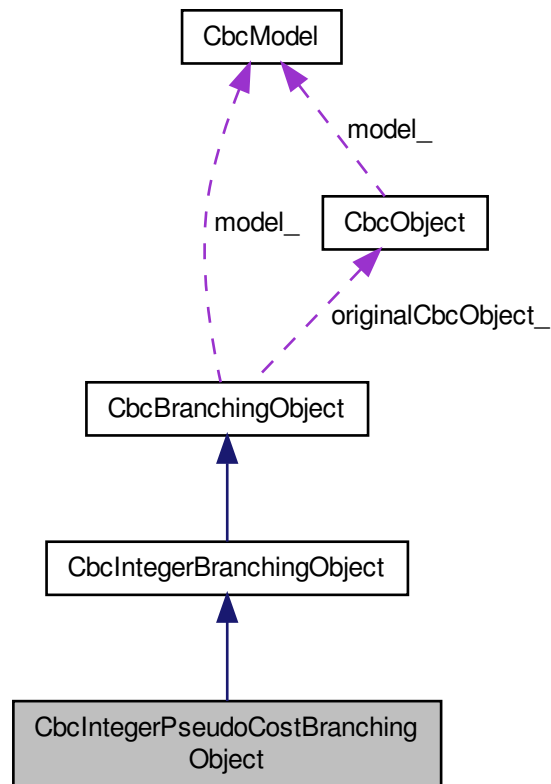 CbcModel
model_
CbcObject
model_
originalCbcObject_
CbcBranchingObject
CbcIntegerBranchingObject
CbcIntegerPseudoCostBranching
Object